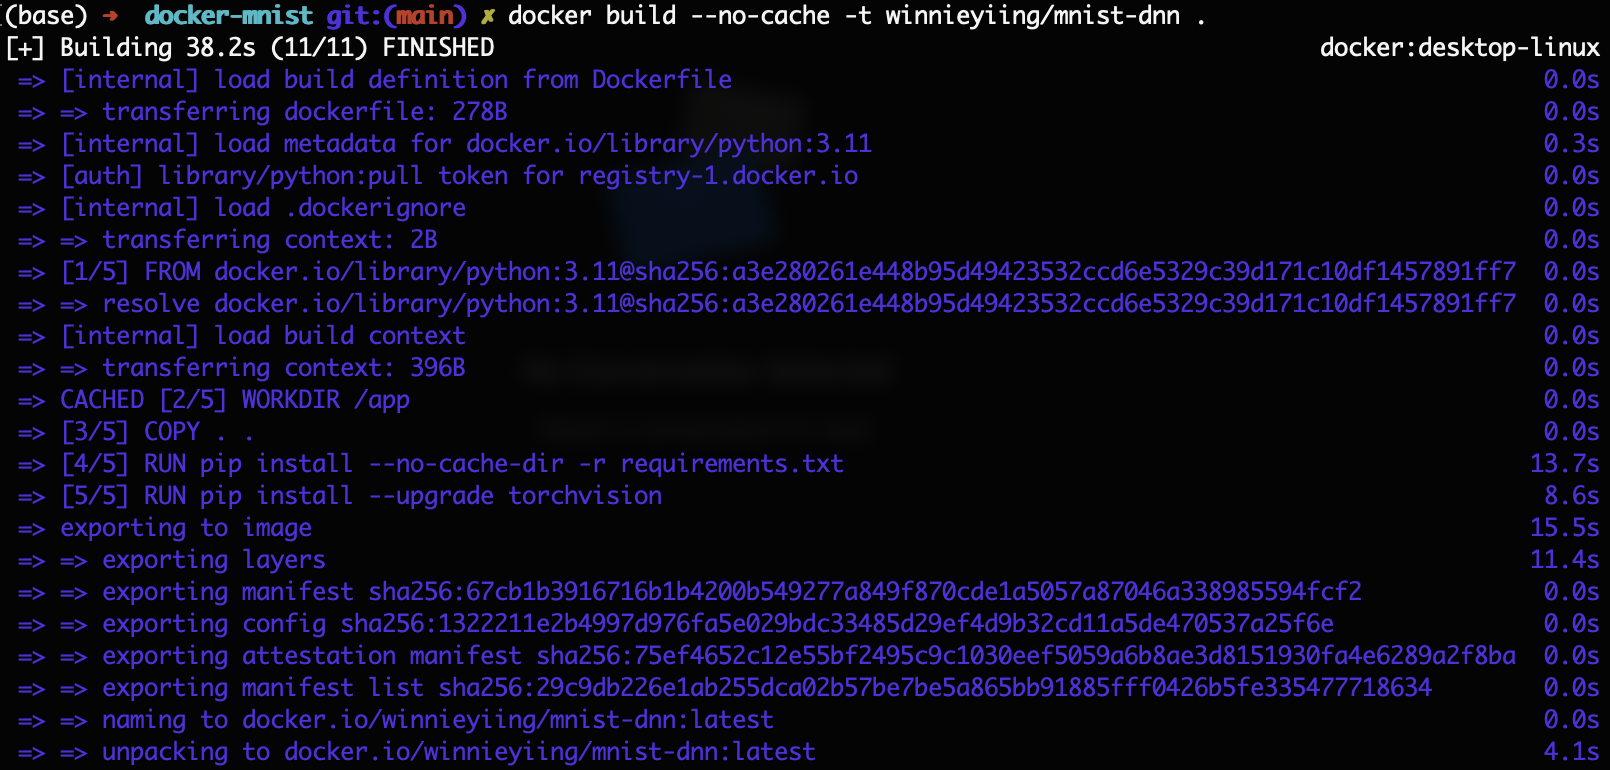 (base) ➜  docker-mnist git:(main) ✗ docker build --no-cache -t winnieyiing/mnist-dnn .
[+] Building 38.2s (11/11) FINISHED docker:desktop-linux
=> [internal] load build definition from Dockerfile 0.0s
=> => transferring dockerfile: 278B 0.0s
=> [internal] load metadata for docker.io/library/python:3.11 0.3s
=> [auth] library/python:pull token for registry-1.docker.io 0.0s
=> [internal] load .dockerignore 0.0s
=> => transferring context: 2B 0.0s
=> [1/5] FROM docker.io/library/python:3.11@sha256:a3e280261e448b95d49423532ccd6e5329c39d171c10df1457891ff7 0.0s
=> => resolve docker.io/library/python:3.11@sha256:a3e280261e448b95d49423532ccd6e5329c39d171c10df1457891ff7 0.0s
=> [internal] load build context 0.0s
=> => transferring context: 396B 0.0s
=> CACHED [2/5] WORKDIR /app 0.0s
=> [3/5] COPY . . 0.0s
=> [4/5] RUN pip install --no-cache-dir -r requirements.txt 13.7s
=> [5/5] RUN pip install --upgrade torchvision 8.6s
=> exporting to image 15.5s
=> => exporting layers 11.4s
=> => exporting manifest sha256:67cb1b3916716b1b4200b549277a849f870cde1a5057a87046a338985594fcf2 0.0s
=> => exporting config sha256:1322211e2b4997d976fa5e029bdc33485d29ef4d9b32cd11a5de470537a25f6e 0.0s
=> => exporting attestation manifest sha256:75ef4652c12e55bf2495c9c1030eef5059a6b8ae3d8151930fa4e6289a2f8ba 0.0s
=> => exporting manifest list sha256:29c9db226e1ab255dca02b57be7be5a865bb91885fff0426b5fe335477718634 0.0s
=> => naming to docker.io/winnieyiing/mnist-dnn:latest 0.0s
=> => unpacking to docker.io/winnieyiing/mnist-dnn:latest 4.1s